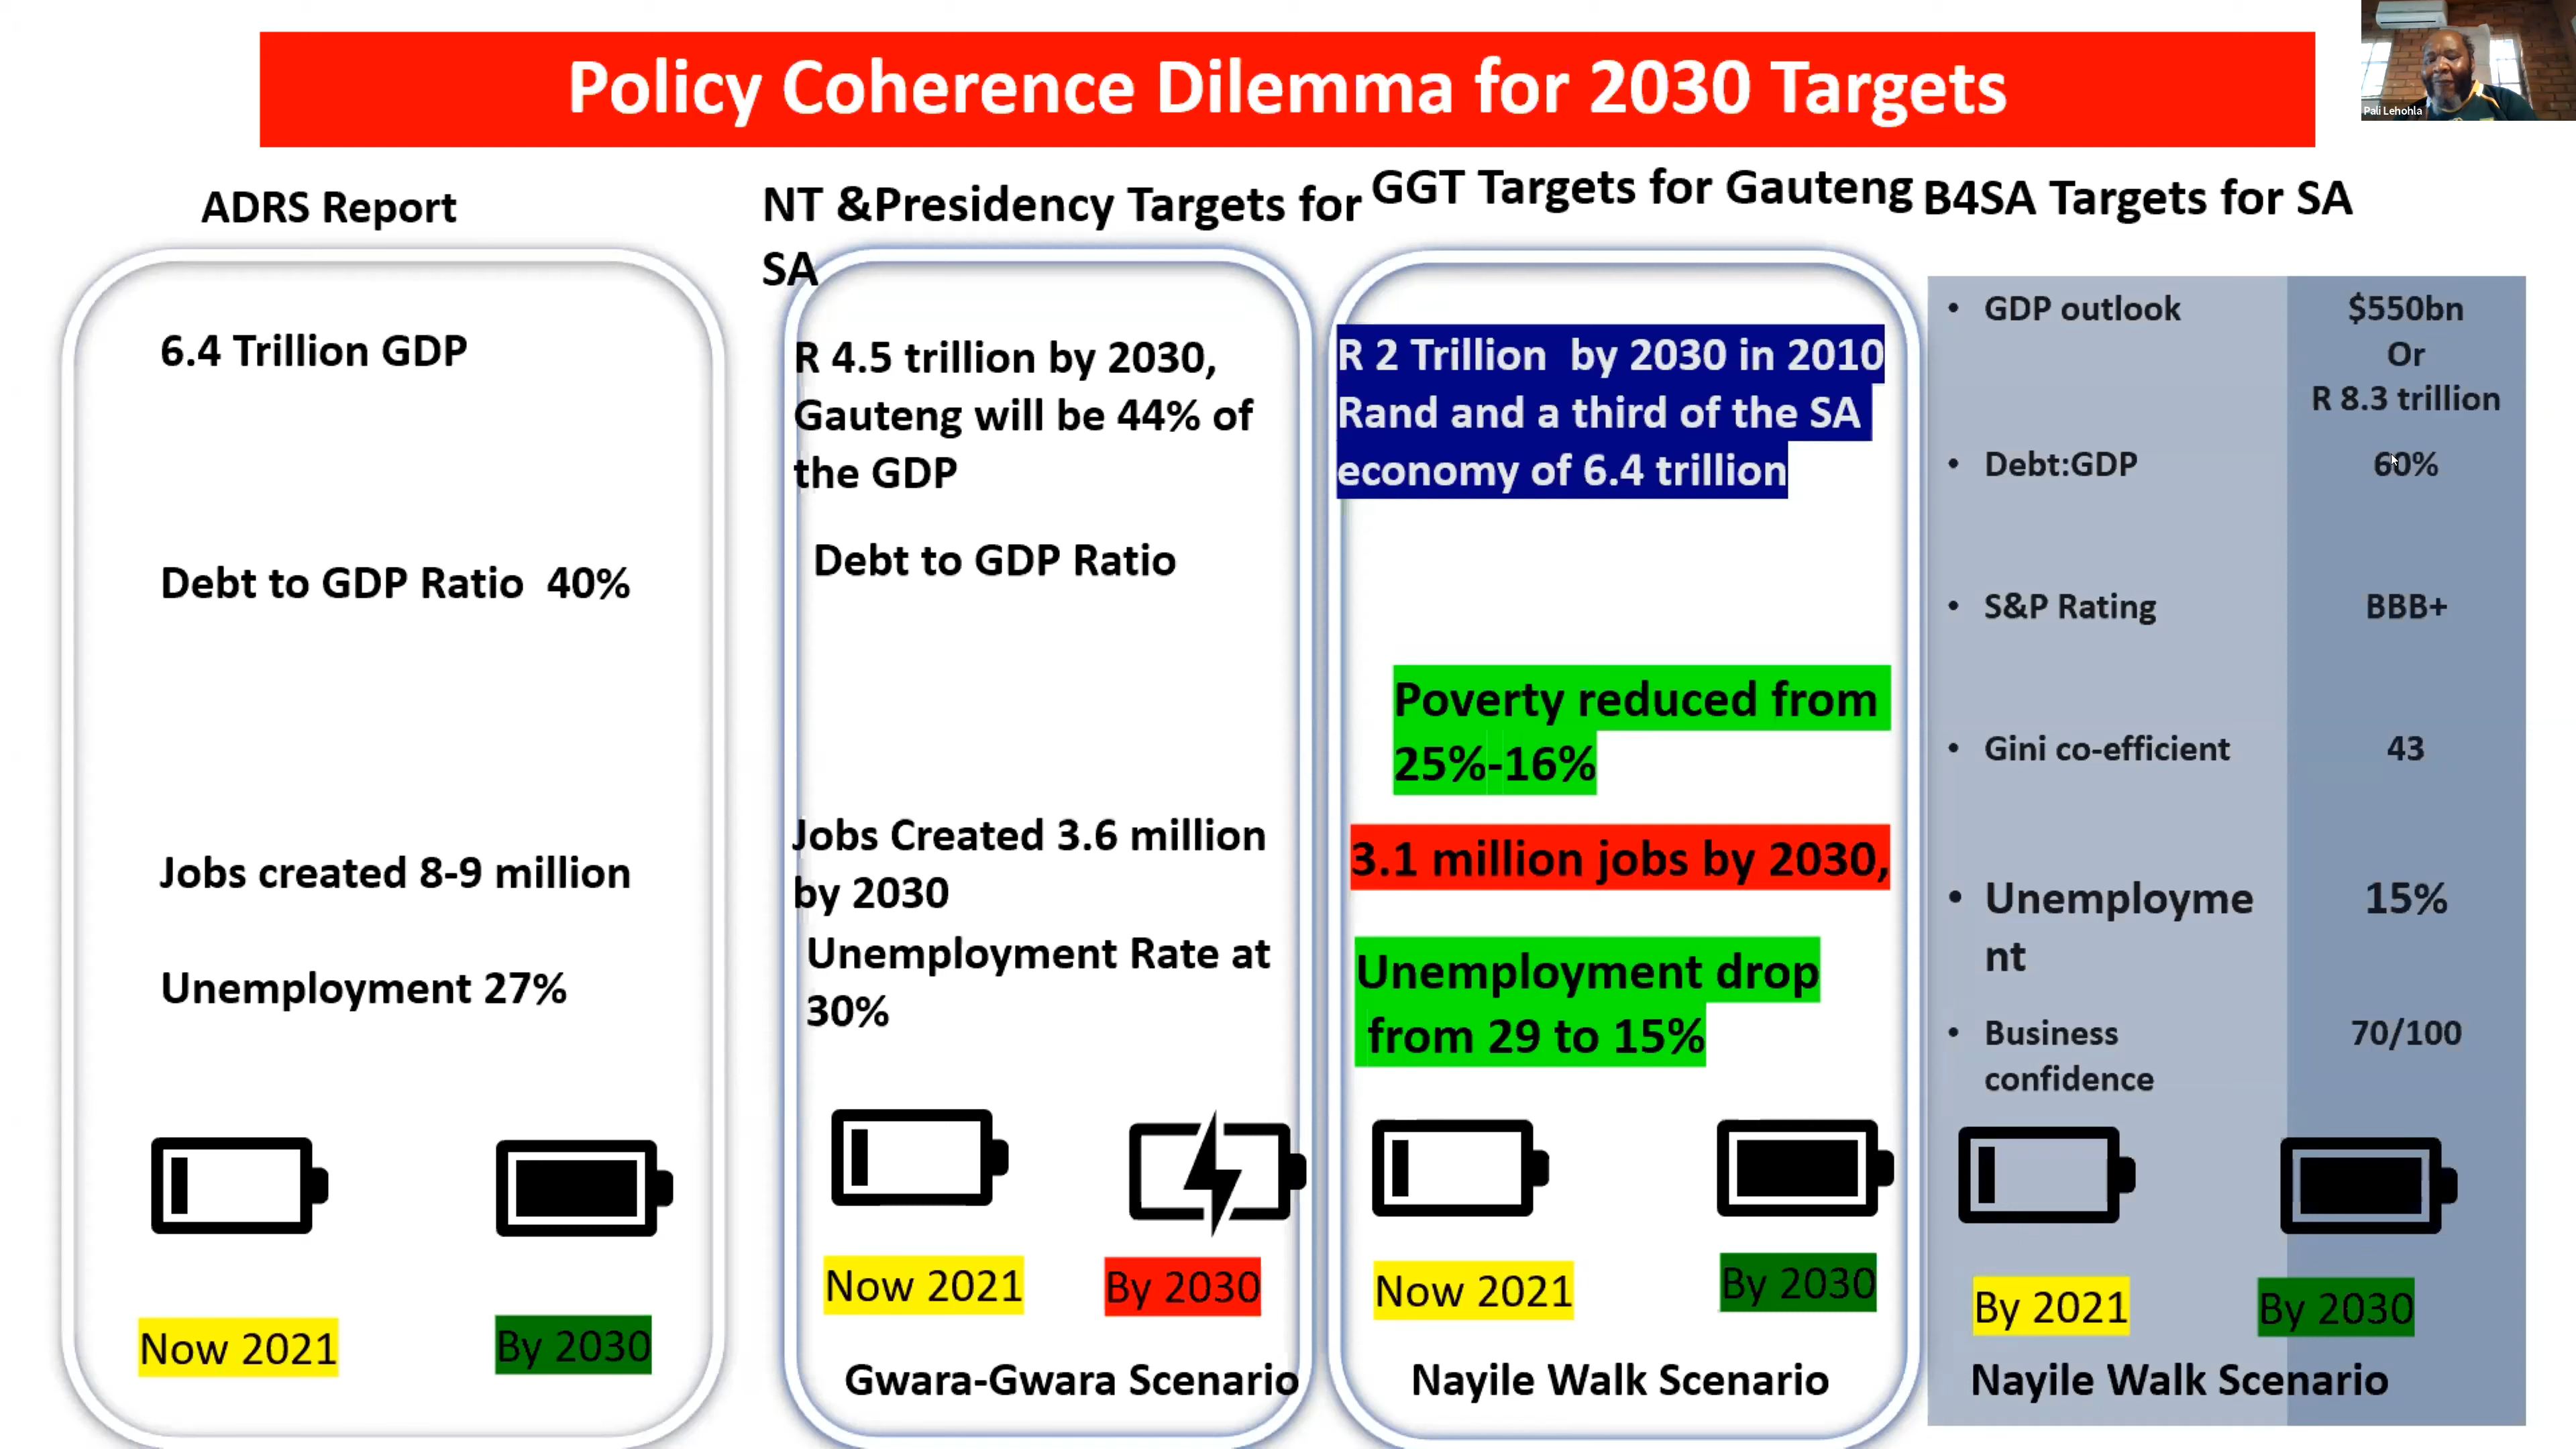 Policy Coherence Dilemma for 2030 Targets
Pali Lehohla
ADRS Report
6.4 Trillion GDP
Debt to GDP Ratio 40%
Jobs created 8-9 million
Unemployment 27%
Now 2021
By 2030
NT &Presidency Targets for
SA
R 4.5 trillion by 2030,
Gauteng will be 44% of
the GDP
Debt to GDP Ratio
Jobs Created 3.6 million
by 2030
Unemployment Rate at
30%
Now 2021
By 2030
Gwara-Gwara Scenario
GGT Targets for Gauteng
R 2 Trillion by 2030 in 2010
Rand and a third of the SA
economy of 6.4 trillion
Poverty reduced from
25%-16%
3.1 million jobs by 2030,
Unemployment drop
from 29 to 15%
Now 2021
By 2030
Nayile Walk Scenario
B4SA Targets for SA
• GDP outlook $550bn
Or
R 8.3 trillion
• Debt:GDP 60%
• S&P Rating BBB+
• Gini co-efficient 43
• Unemployme 15%
nt
• Business 70/100
confidence
By 2021
By 2030
Nayile Walk Scenario